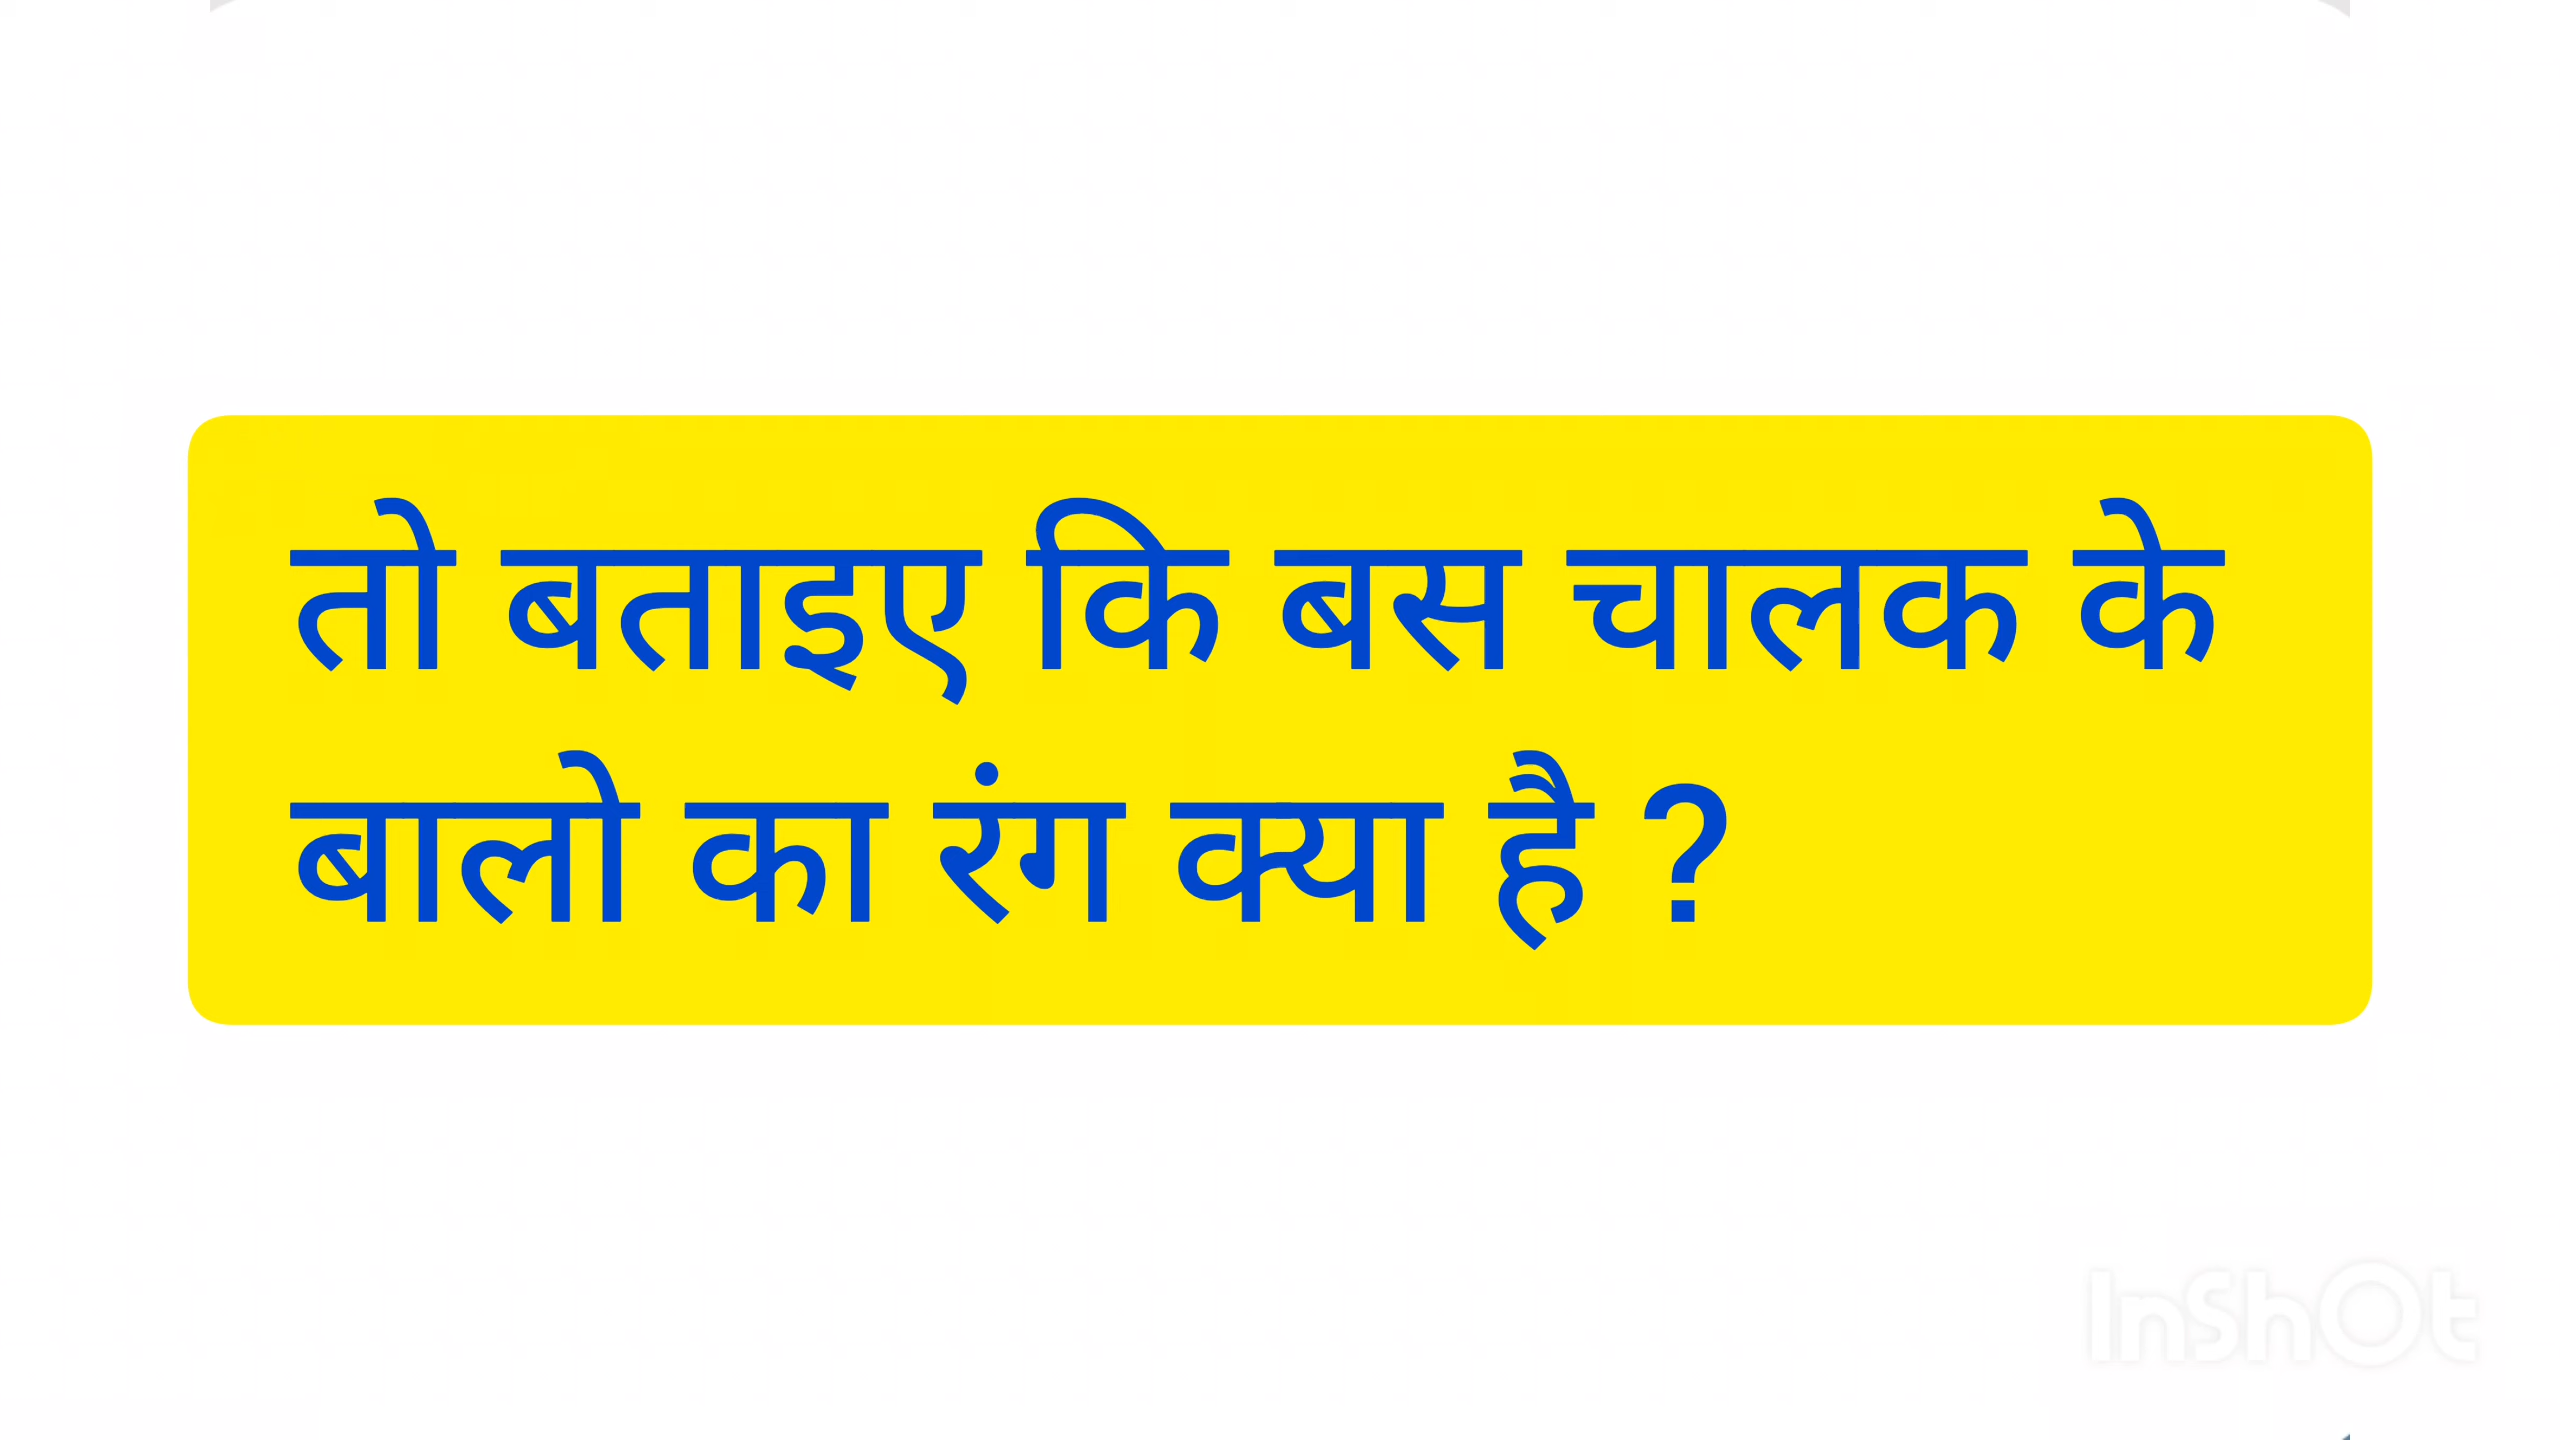 तो बताइए कि बस चालक के
बालो का रंग क्या है ?
InShOt